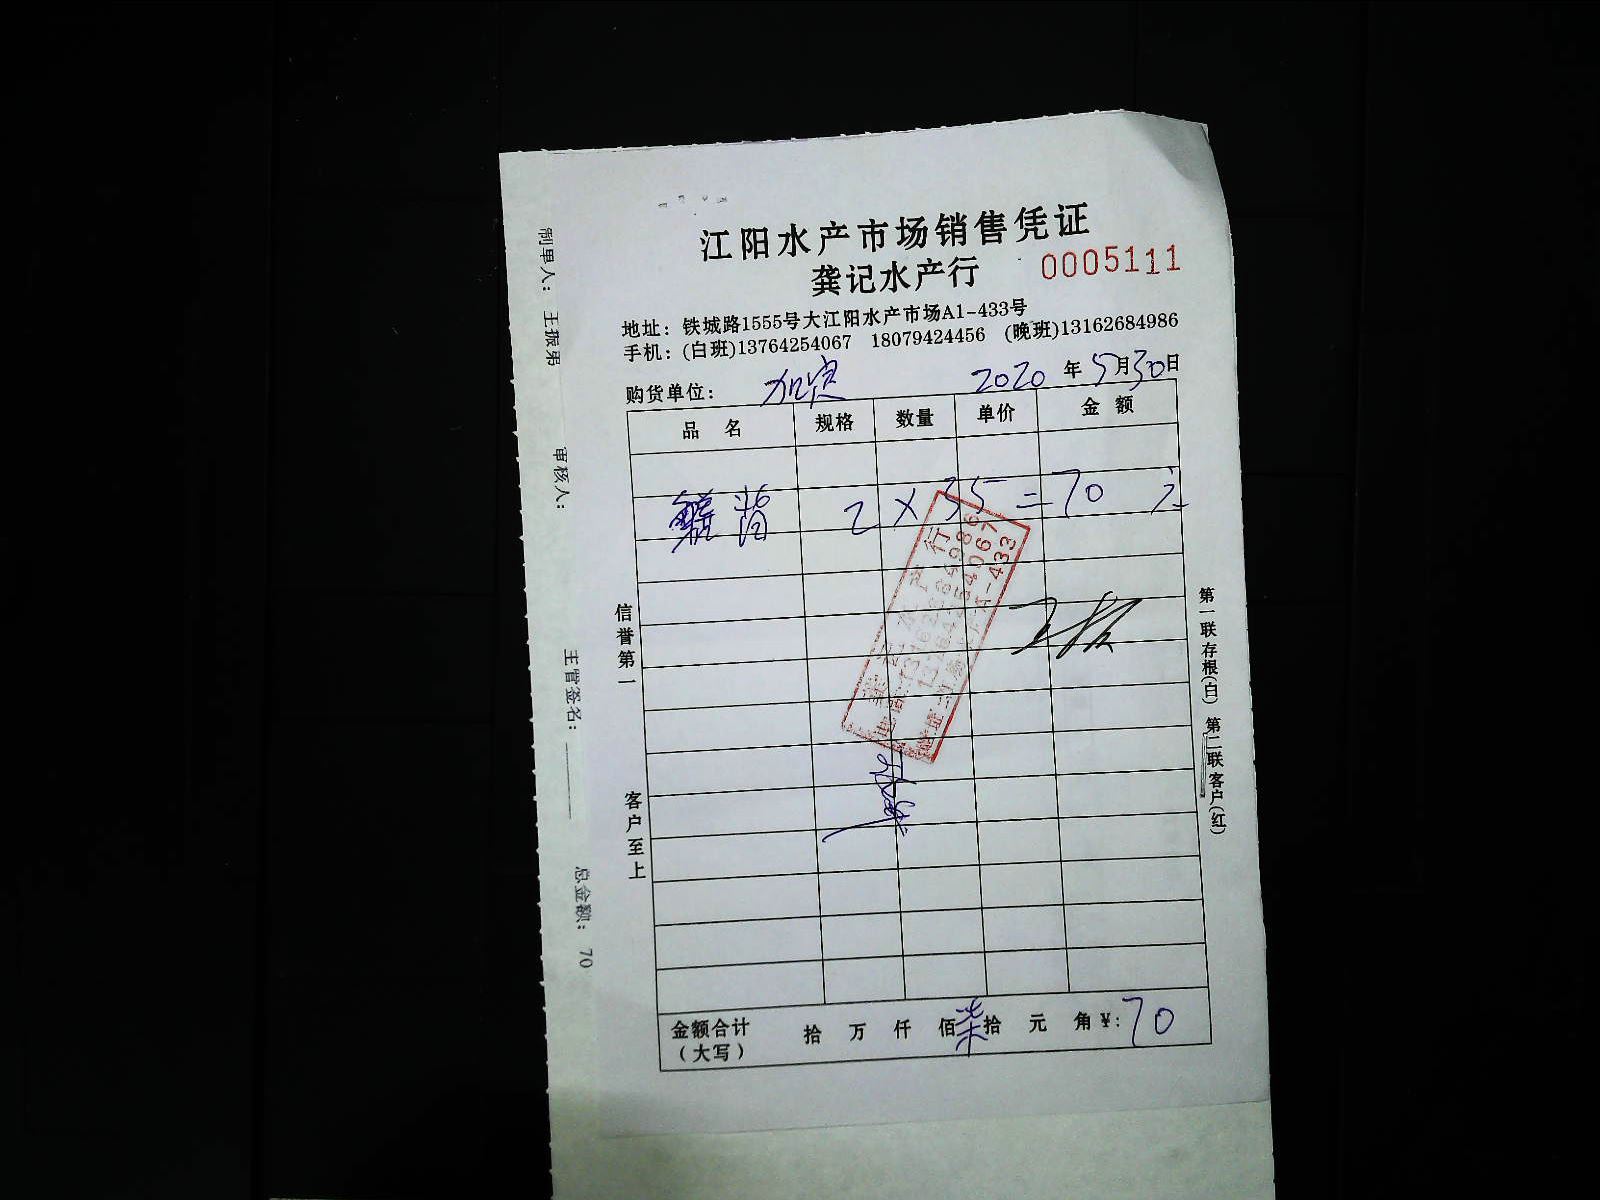 江阳水产市场销售凭证
龚记水产行 0005111
地址：铁城路1555号大江阳水产市场A1-433号
手机：(白班)13764254067 18079424456 (晚班)13162684986
购货单位： 加宾 2020 年 5月30日
品 名 规格 数量 单价 金 额
2 × 35 = 70 元
信誉第一
客户至上
金额合计 拾 万 仟 佰 柒拾 元 角 ¥: 70
（大写）
第一联存根(白) 第二联客户(红)
制单人：王振弟 审核人： 主管签名： 总金额：70